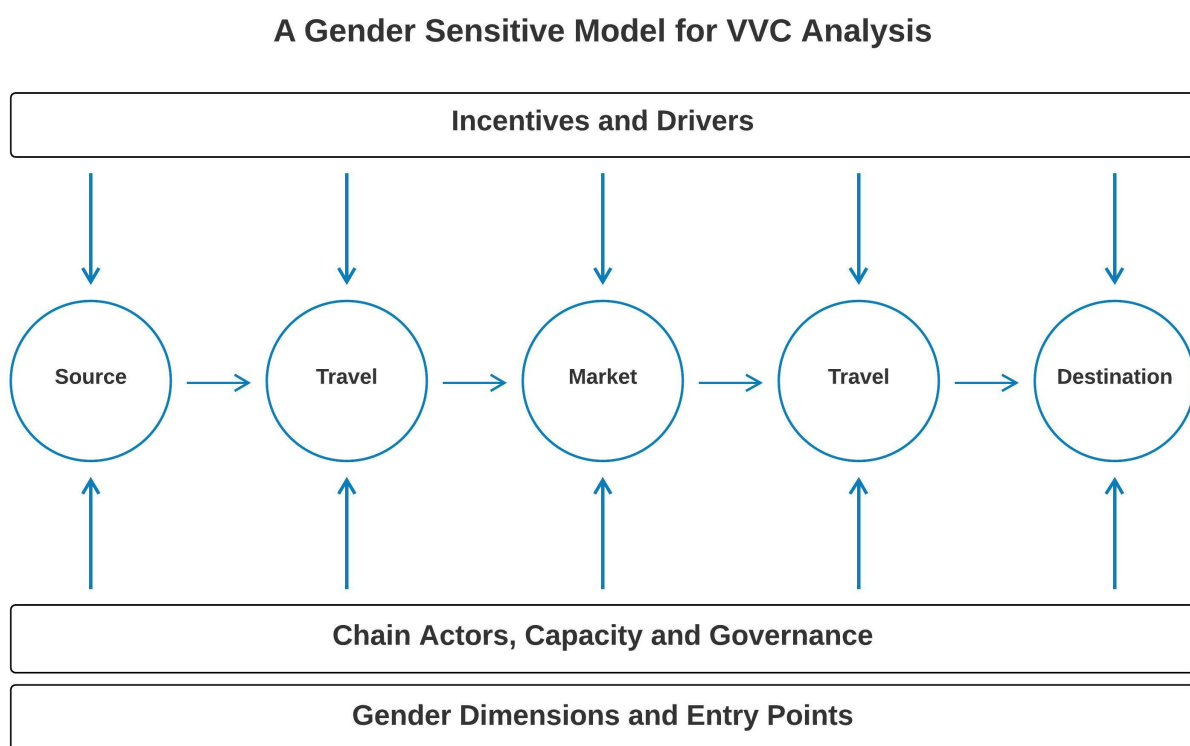 A Gender Sensitive Model for VVC Analysis
Incentives and Drivers
Source
Travel
Market
Travel
Destination
Chain Actors, Capacity and Governance
Gender Dimensions and Entry Points